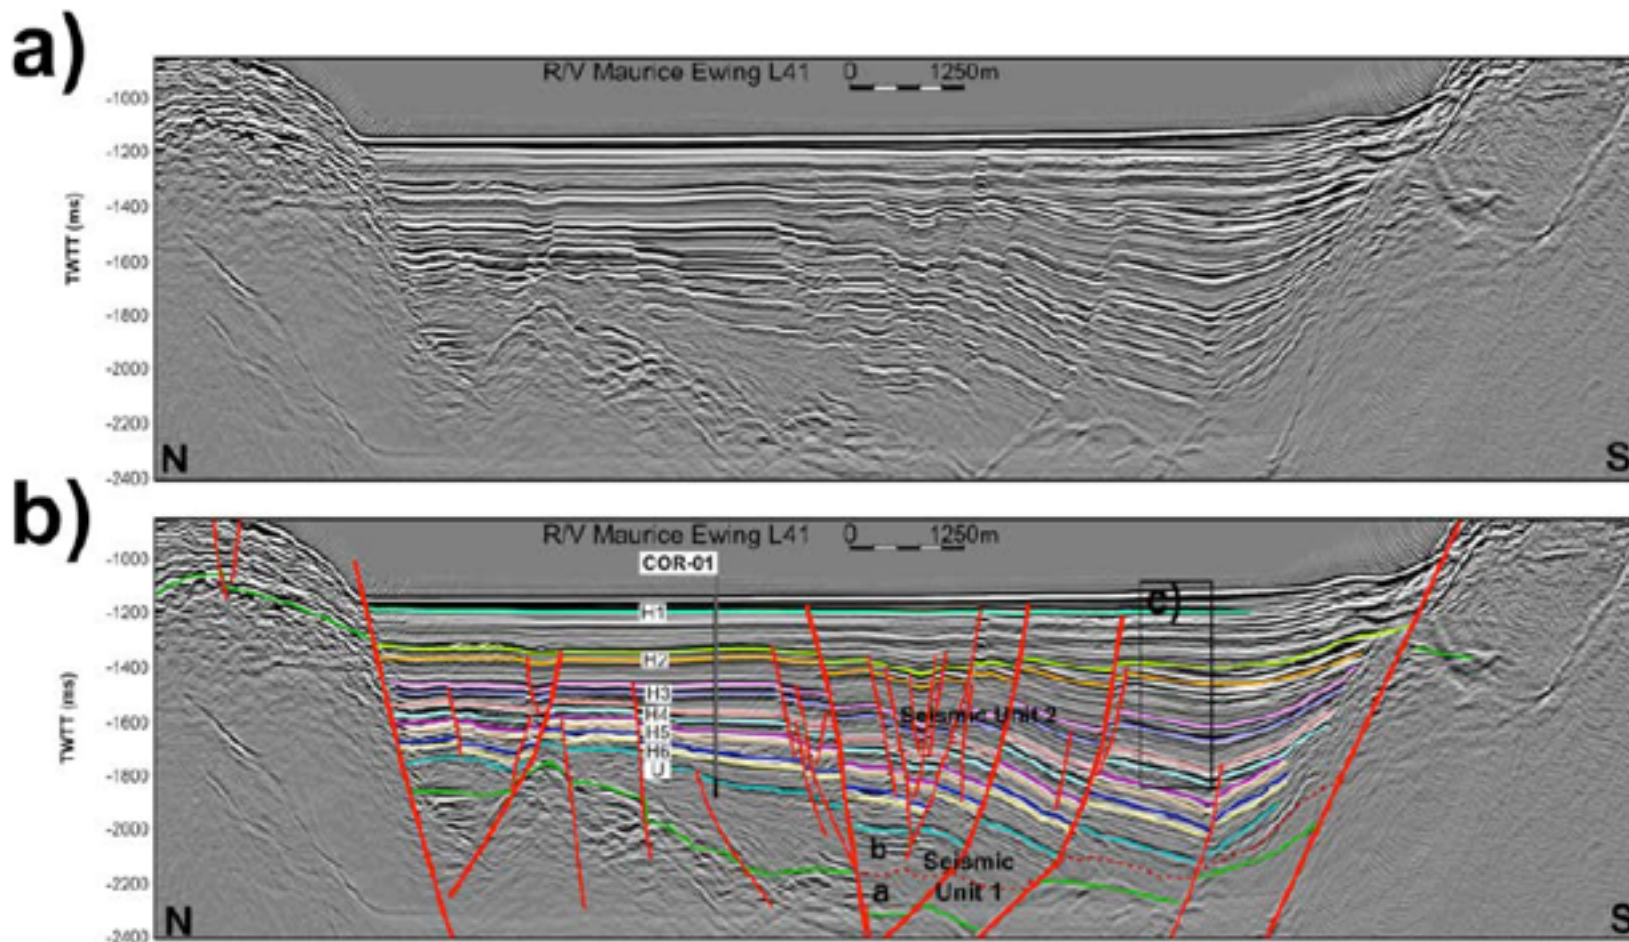 a)
R/V Maurice Ewing L41 0 1250m
-1000
-1200
-1400
-1600
-1800
-2000
-2200
-2400
TWTT (ms)
N
S
b)
R/V Maurice Ewing L41 0 1250m
COR-01
-1000
-1200
-1400
-1600
-1800
-2000
-2200
-2400
TWTT (ms)
c)
H1
H2
H3
H4
H5
H6
U
Seismic Unit 2
b
Seismic
Unit 1
a
N
S